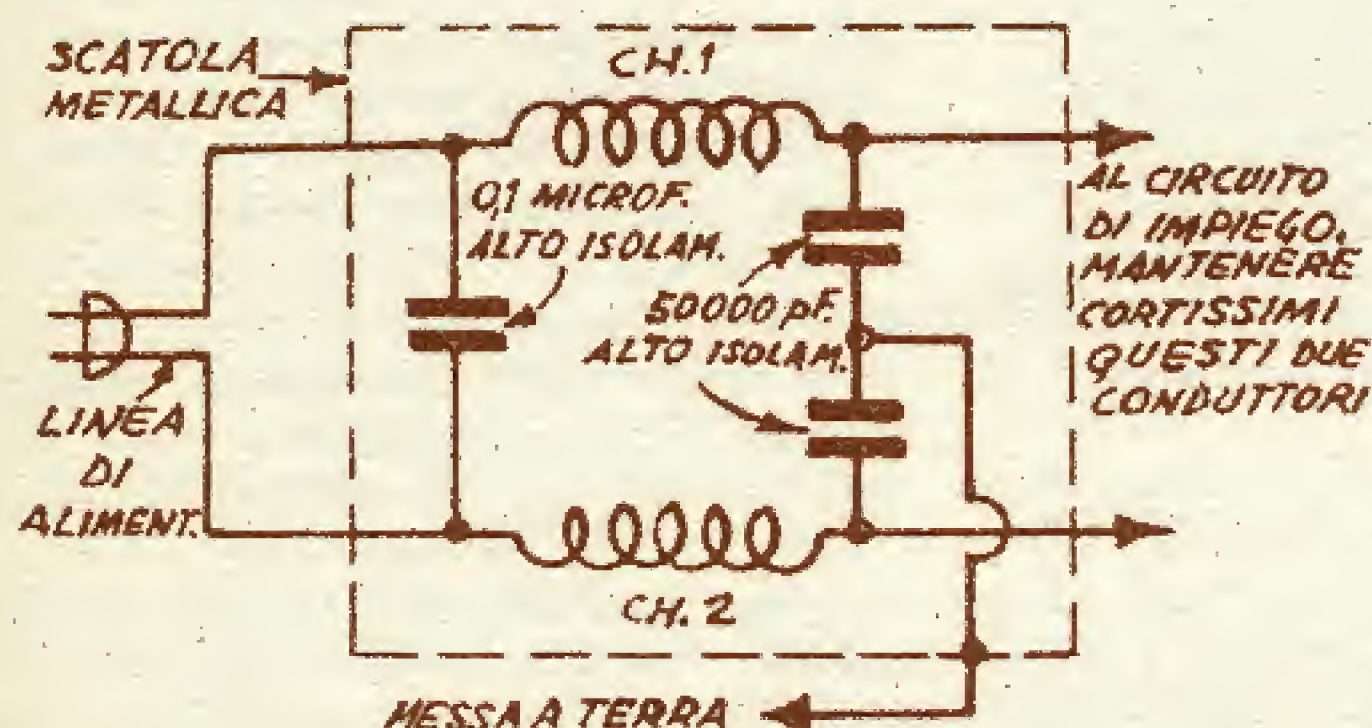 SCATOLA
METALLICA
CH.1
0,1 MICROF.
ALTO ISOLAM.
50000 pF.
ALTO ISOLAM.
AL CIRCUITO
DI IMPIEGO.
MANTENERE
CORTISSIMI
QUESTI DUE
CONDUTTORI
LINEA
DI
ALIMENT.
CH. 2
MESSA A TERRA